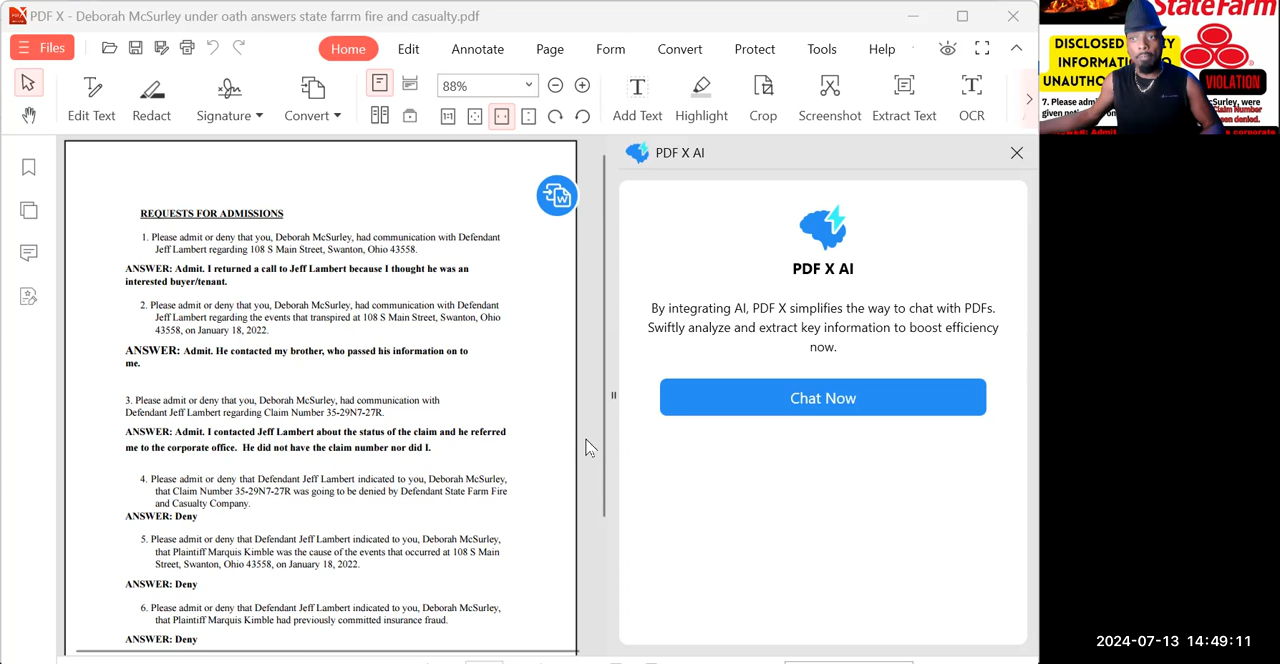 PDF X - Deborah McSurley under oath answers state farrm fire and casualty.pdf
Files
Home Edit Annotate Page Form Convert Protect Tools Help
88%
Edit Text Redact Signature Convert Add Text Highlight Crop Screenshot Extract Text OCR
REQUESTS FOR ADMISSIONS
1. Please admit or deny that you, Deborah McSurley, had communication with Defendant
Jeff Lambert regarding 108 S Main Street, Swanton, Ohio 43558.
ANSWER: Admit. I returned a call to Jeff Lambert because I thought he was an
interested buyer/tenant.
2. Please admit or deny that you, Deborah McSurley, had communication with Defendant
Jeff Lambert regarding the events that transpired at 108 S Main Street, Swanton, Ohio
43558, on January 18, 2022.
ANSWER: Admit. He contacted my brother, who passed his information on to
me.
3. Please admit or deny that you, Deborah McSurley, had communication with
Defendant Jeff Lambert regarding Claim Number 35-29N7-27R.
ANSWER: Admit. I contacted Jeff Lambert about the status of the claim and he referred
me to the corporate office. He did not have the claim number nor did I.
4. Please admit or deny that Defendant Jeff Lambert indicated to you, Deborah McSurley,
that Claim Number 35-29N7-27R was going to be denied by Defendant State Farm Fire
and Casualty Company.
ANSWER: Deny
5. Please admit or deny that Defendant Jeff Lambert indicated to you, Deborah McSurley,
that Plaintiff Marquis Kimble was the cause of the events that occurred at 108 S Main
Street, Swanton, Ohio 43558, on January 18, 2022.
ANSWER: Deny
6. Please admit or deny that Defendant Jeff Lambert indicated to you, Deborah McSurley,
that Plaintiff Marquis Kimble had previously committed insurance fraud.
ANSWER: Deny
PDF X AI
PDF X AI
By integrating AI, PDF X simplifies the way to chat with PDFs.
Swiftly analyze and extract key information to boost efficiency
now.
Chat Now
State Farm
DISCLOSED
INFORMATION
VIOLATION
7. Please
Surley, were
given
Claim Number
been denied.
corporate
2024-07-13 14:49:11